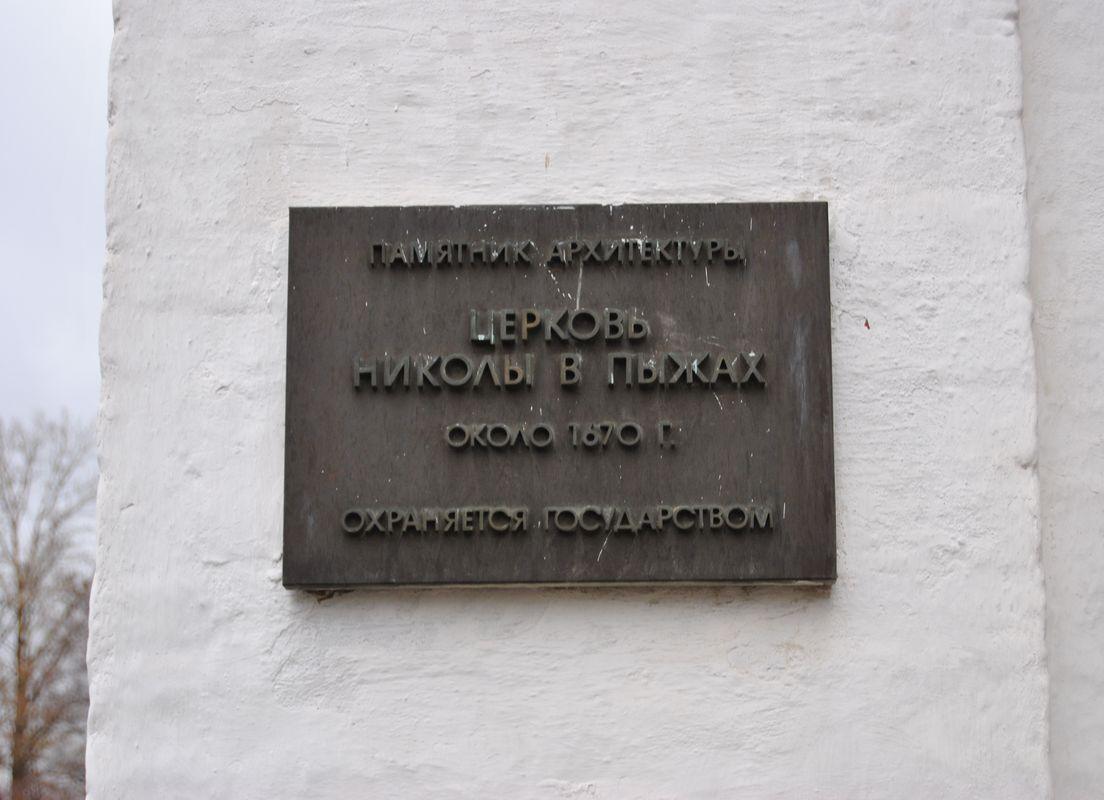 ПАМЯТНИК АРХИТЕКТУРЫ
ЦЕРКОВЬ
НИКОЛЫ В ПЫЖАХ
ОКОЛО 1670 Г.
ОХРАНЯЕТСЯ ГОСУДАРСТВОМ